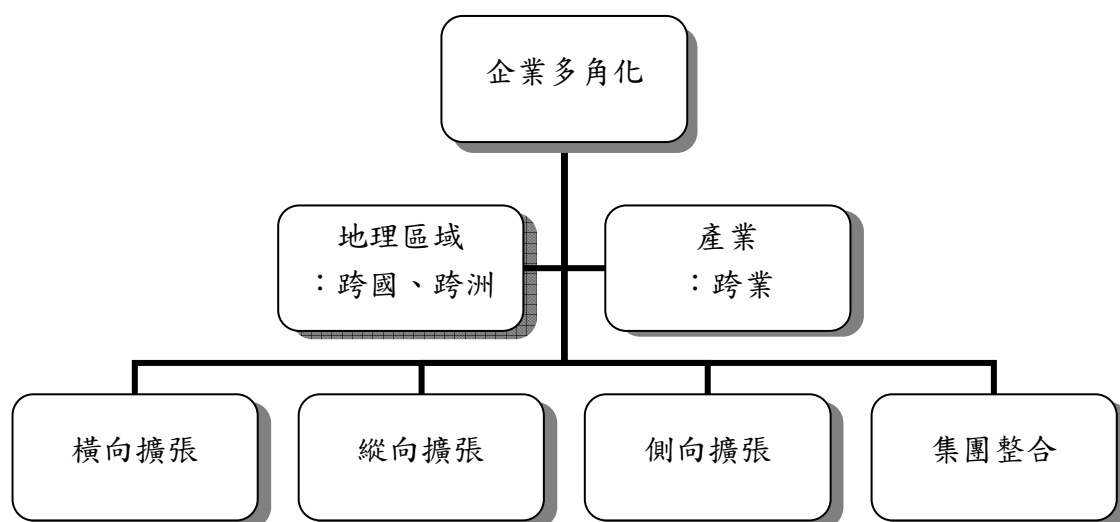 企業多角化
地理區域
：跨國、跨洲
產業
：跨業
橫向擴張
縱向擴張
側向擴張
集團整合